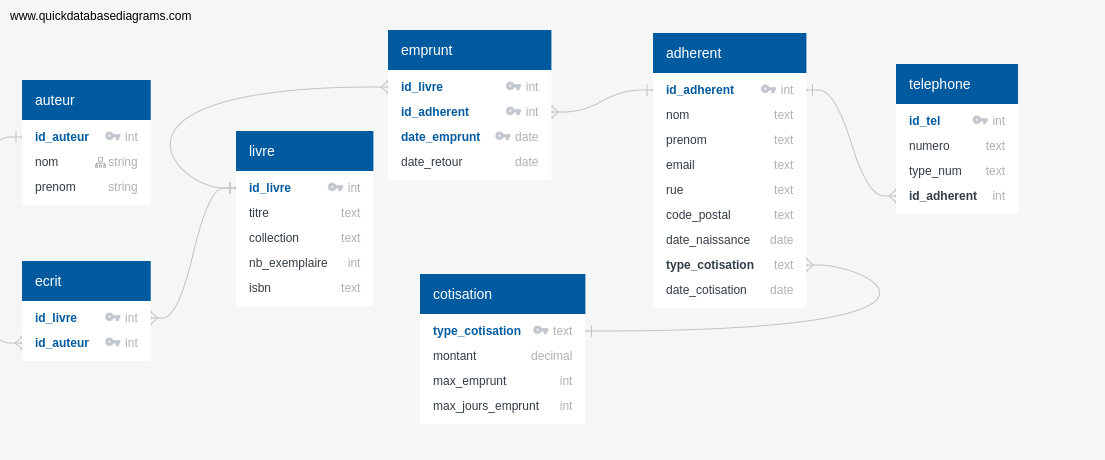 www.quickdatabasediagrams.com
auteur
id_auteur int
nom string
prenom string
ecrit
id_livre int
id_auteur int
livre
id_livre int
titre text
collection text
nb_exemplaire int
isbn text
emprunt
id_livre int
id_adherent int
date_emprunt date
date_retour date
cotisation
type_cotisation text
montant decimal
max_emprunt int
max_jours_emprunt int
adherent
id_adherent int
nom text
prenom text
email text
rue text
code_postal text
date_naissance date
type_cotisation text
date_cotisation date
telephone
id_tel int
numero text
type_num text
id_adherent int